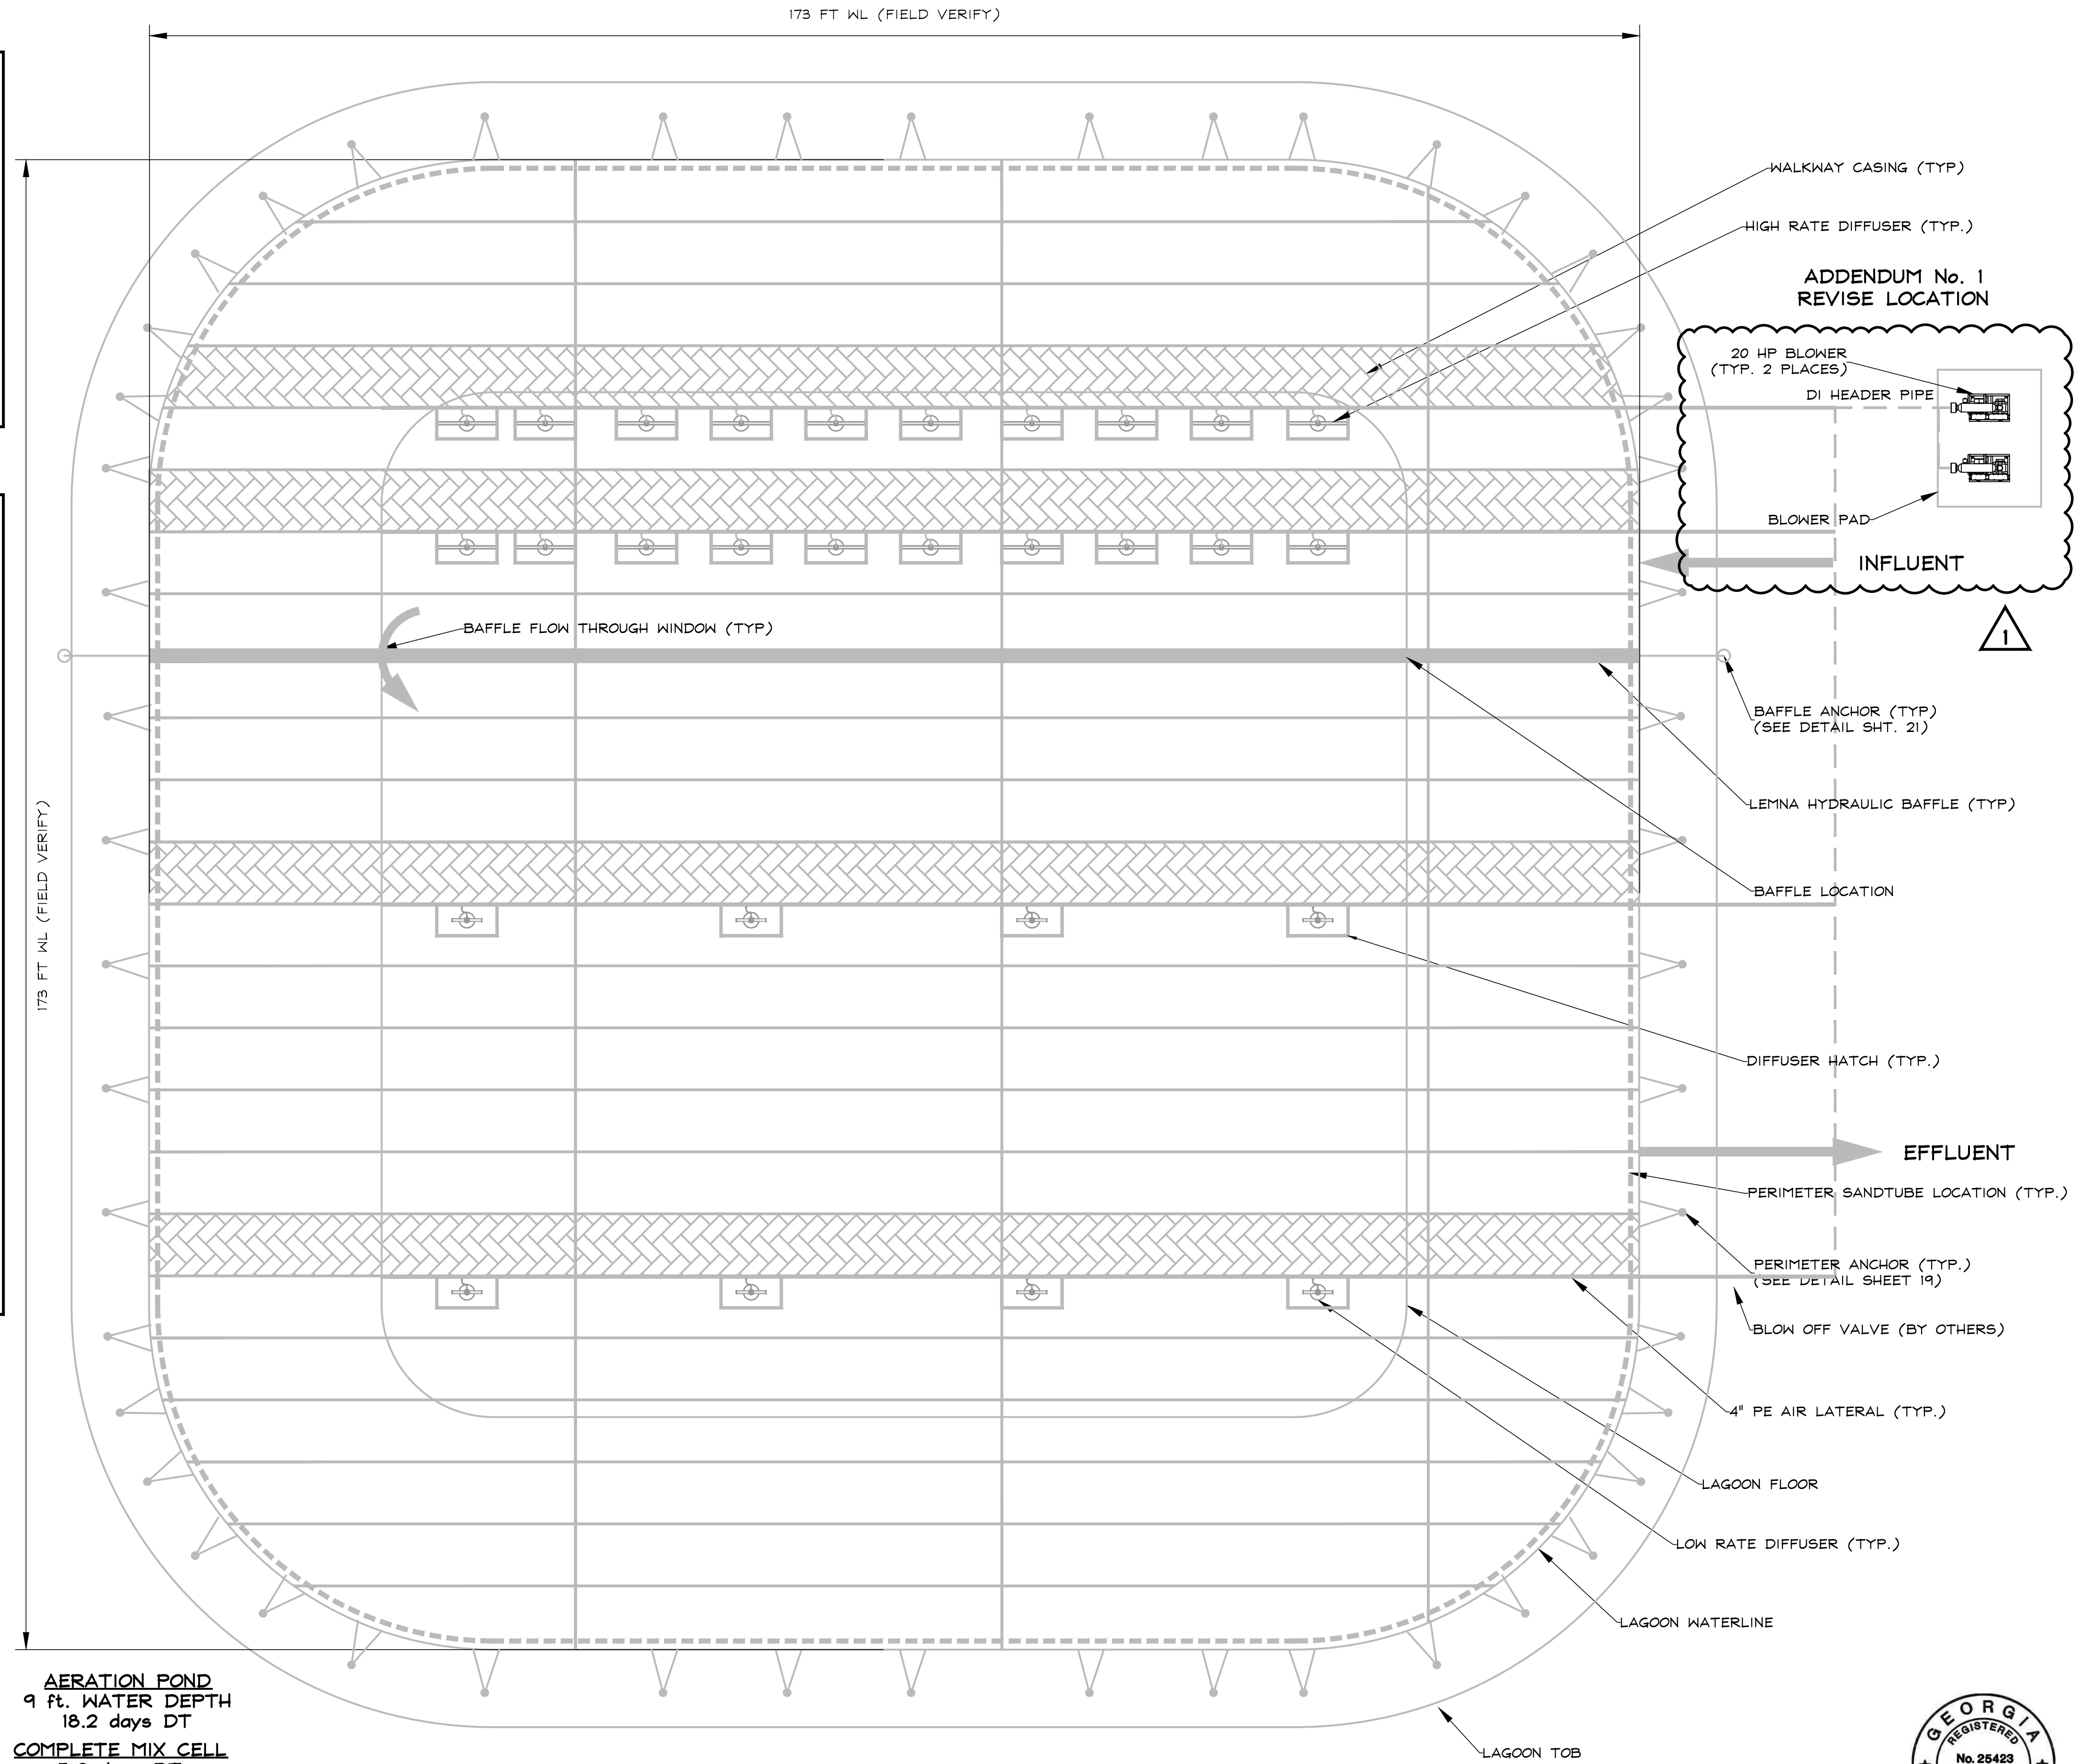 173 FT WL (FIELD VERIFY)
WALKWAY CASING (TYP)
HIGH RATE DIFFUSER (TYP.)
ADDENDUM No. 1
REVISE LOCATION
20 HP BLOWER
(TYP. 2 PLACES)
DI HEADER PIPE
BLOWER PAD
INFLUENT
1
BAFFLE FLOW THROUGH WINDOW (TYP)
BAFFLE ANCHOR (TYP)
(SEE DETAIL SHT. 21)
LEMNA HYDRAULIC BAFFLE (TYP)
173 FT WL (FIELD VERIFY)
BAFFLE LOCATION
DIFFUSER HATCH (TYP.)
EFFLUENT
PERIMETER SANDTUBE LOCATION (TYP.)
PERIMETER ANCHOR (TYP.)
(SEE DETAIL SHEET 19)
BLOW OFF VALVE (BY OTHERS)
4" PE AIR LATERAL (TYP.)
LAGOON FLOOR
LOW RATE DIFFUSER (TYP.)
LAGOON WATERLINE
LAGOON TOB
AERATION POND
9 ft. WATER DEPTH
18.2 days DT
COMPLETE MIX CELL
GEORGIA
REGISTERED
No. 25423